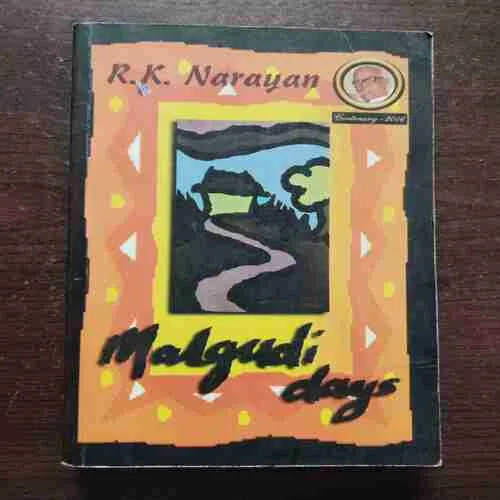 R.K. Narayan
Centenary - 2006
Malgudi
days